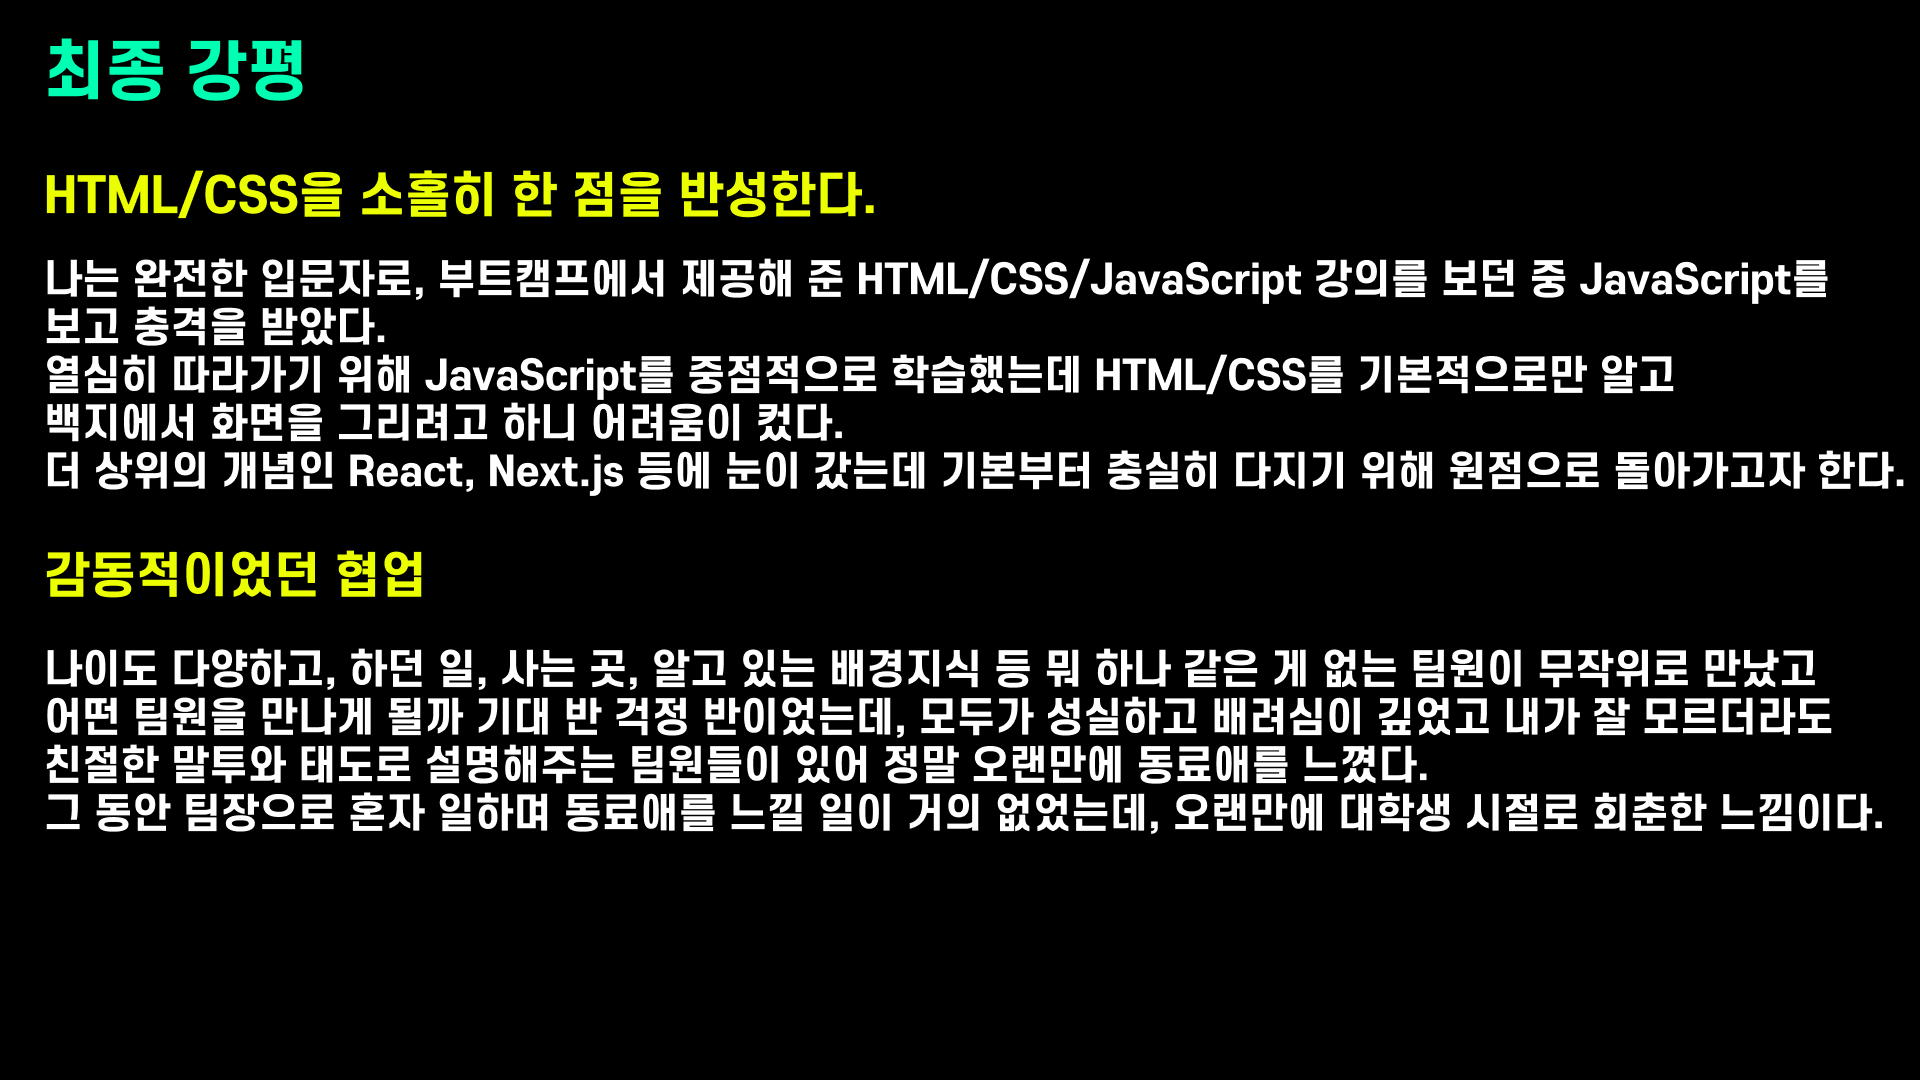 최종 강평
HTML/CSS을 소홀히 한 점을 반성한다.
나는 완전한 입문자로, 부트캠프에서 제공해 준 HTML/CSS/JavaScript 강의를 보던 중 JavaScript를
보고 충격을 받았다.
열심히 따라가기 위해 JavaScript를 중점적으로 학습했는데 HTML/CSS를 기본적으로만 알고
백지에서 화면을 그리려고 하니 어려움이 컸다.
더 상위의 개념인 React, Next.js 등에 눈이 갔는데 기본부터 충실히 다지기 위해 원점으로 돌아가고자 한다.
감동적이었던 협업
나이도 다양하고, 하던 일, 사는 곳, 알고 있는 배경지식 등 뭐 하나 같은 게 없는 팀원이 무작위로 만났고
어떤 팀원을 만나게 될까 기대 반 걱정 반이었는데, 모두가 성실하고 배려심이 깊었고 내가 잘 모르더라도
친절한 말투와 태도로 설명해주는 팀원들이 있어 정말 오랜만에 동료애를 느꼈다.
그 동안 팀장으로 혼자 일하며 동료애를 느낄 일이 거의 없었는데, 오랜만에 대학생 시절로 회춘한 느낌이다.